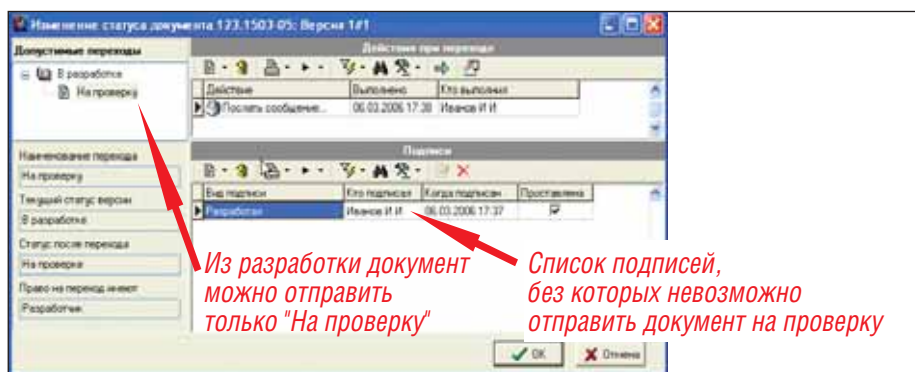 Изменение статуса документа 123.1503-05: Версия 1#1
Допустимые переходы
Действия при переходе
В разработке
На проверку
Действие Выполнено Кто выполнил
Послать сообщение... 06.03.2006 17:38 Иванов И И
Подписи
Наименование перехода
На проверку
Вид подписи Кто подписал Когда подписан Проставлена
Разработал Иванов И И 06.03.2006 17:37
Текущий статус версии
В разработке
Статус после перехода
На проверке
Право на переход имеют
Разработчик
Из разработки документ
можно отправить
только "На проверку"
Список подписей,
без которых невозможно
отправить документ на проверку
OK Отмена